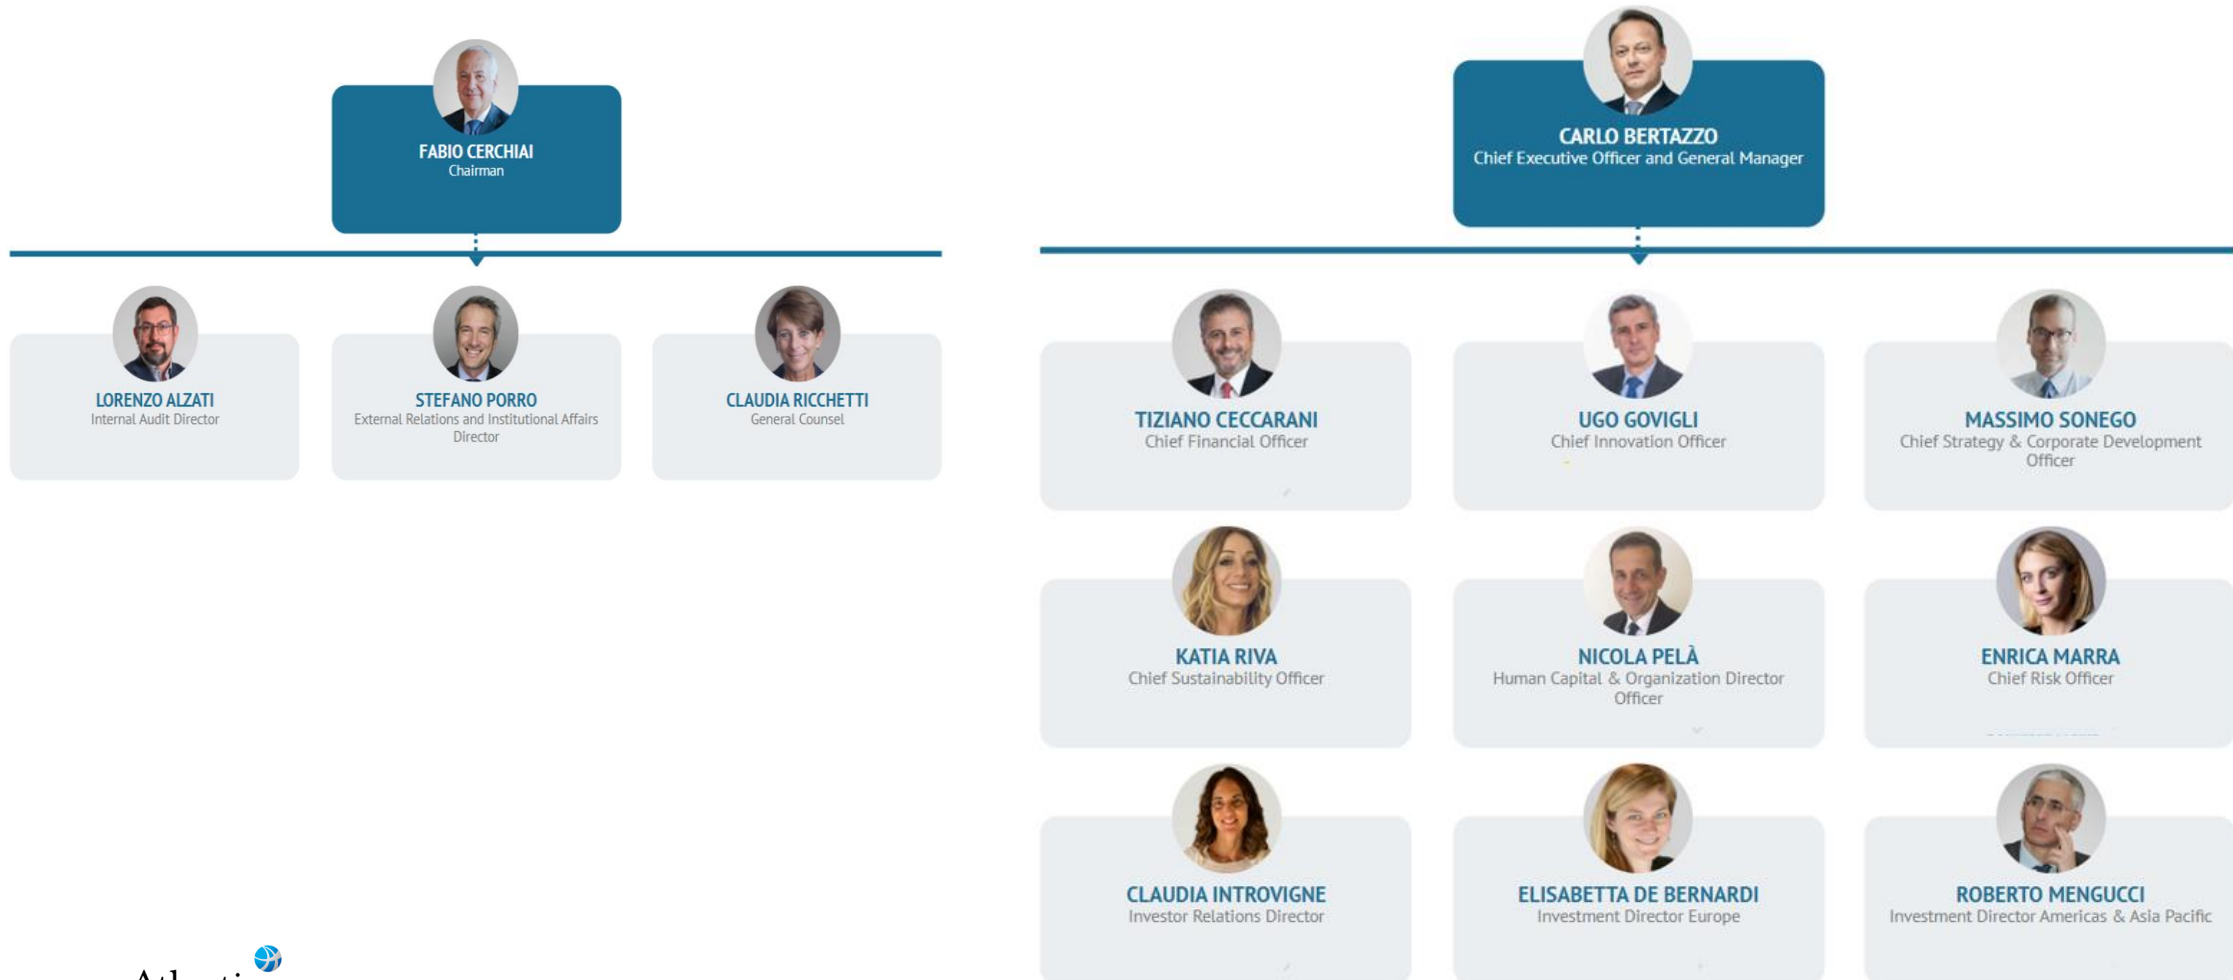 FABIO CERCHIAI
Chairman
LORENZO ALZATI
Internal Audit Director
STEFANO PORRO
External Relations and Institutional Affairs
Director
CLAUDIA RICCHETTI
General Counsel
CARLO BERTAZZO
Chief Executive Officer and General Manager
TIZIANO CECCARANI
Chief Financial Officer
UGO GOVIGLI
Chief Innovation Officer
MASSIMO SONEGO
Chief Strategy & Corporate Development
Officer
KATIA RIVA
Chief Sustainability Officer
NICOLA PELÀ
Human Capital & Organization Director
Officer
ENRICA MARRA
Chief Risk Officer
CLAUDIA INTROVIGNE
Investor Relations Director
ELISABETTA DE BERNARDI
Investment Director Europe
ROBERTO MENGUCCI
Investment Director Americas & Asia Pacific